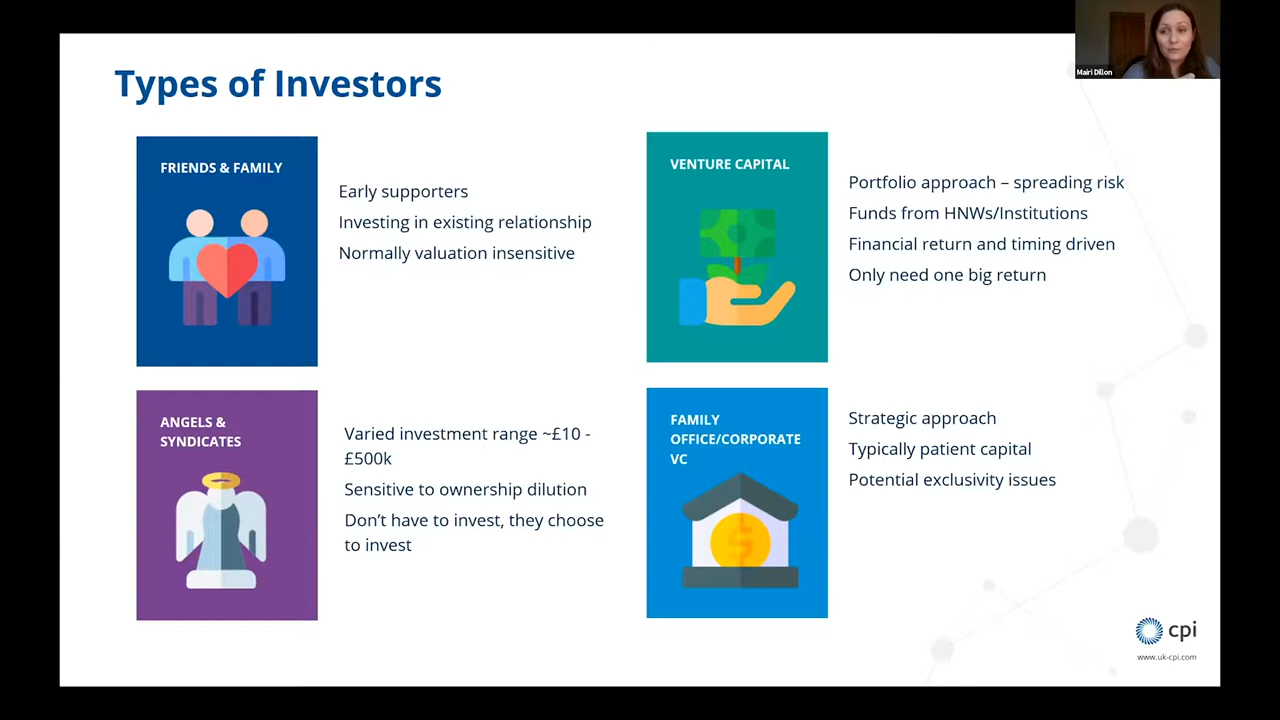 Mairi Dillon
Types of Investors
FRIENDS & FAMILY
Early supporters
Investing in existing relationship
Normally valuation insensitive
VENTURE CAPITAL
Portfolio approach – spreading risk
Funds from HNWs/Institutions
Financial return and timing driven
Only need one big return
ANGELS &
SYNDICATES
Varied investment range ~£10 -
£500k
Sensitive to ownership dilution
Don’t have to invest, they choose
to invest
FAMILY
OFFICE/CORPORATE
VC
Strategic approach
Typically patient capital
Potential exclusivity issues
cpi
www.uk-cpi.com